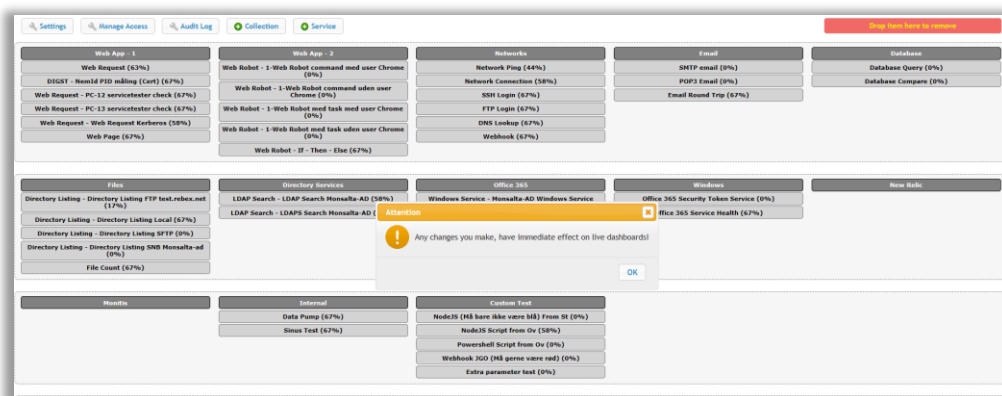 Settings
Manage Access
Audit Log
Collection
Service
Drop item here to remove
Web App - 1
Web Request (63%)
DIGST - NemId PID måling (Cert) (67%)
Web Request - PC-12 servicetester check (67%)
Web Request - PC-13 servicetester check (67%)
Web Request - Web Request Kerberos (58%)
Web Page (67%)
Web App - 2
Web Robot - 1-Web Robot command med user Chrome
(0%)
Web Robot - 1-Web Robot command uden user
Chrome (0%)
Web Robot - 1-Web Robot med task med user Chrome
(0%)
Web Robot - 1-Web Robot med task uden user Chrome
(0%)
Web Robot - If - Then - Else (67%)
Networks
Network Ping (44%)
Network Connection (58%)
SSH Login (67%)
FTP Login (67%)
DNS Lookup (67%)
Webhook (67%)
Email
SMTP email (0%)
POP3 Email (0%)
Email Round Trip (67%)
Database
Database Query (0%)
Database Compare (0%)
Files
Directory Listing - Directory Listing FTP test.rebex.net
(17%)
Directory Listing - Directory Listing Local (67%)
Directory Listing - Directory Listing SFTP (0%)
Directory Listing - Directory Listing SNB Monsalta-ad
(0%)
File Count (67%)
Directory Services
LDAP Search - LDAP Search Monsalta-AD (58%)
LDAP Search - LDAPS Search Monsalta-AD
Office 365
Windows Service - Monsalta-AD Windows Service
Windows
Office 365 Security Token Service (0%)
Office 365 Service Health (67%)
New Relic
Attention
Any changes you make, have immediate effect on live dashboards!
OK
Monitis
Internal
Data Pump (67%)
Sinus Test (67%)
Custom Test
NodeJS (Må bare ikke være blå) From St (0%)
NodeJS Script from Ov (58%)
Powershell Script from Ov (0%)
Webhook JGO (Må gerne være rød) (0%)
Extra parameter test (0%)